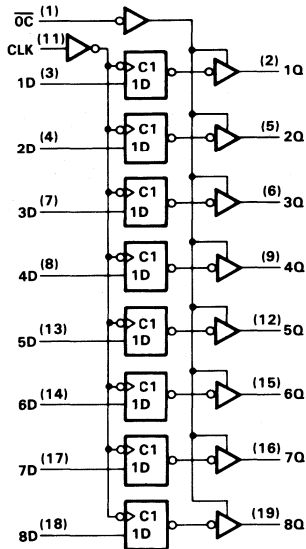 OC (1)
CLK (11)
1D (3) C1 1D (2) 1Q
2D (4) C1 1D (5) 2Q
3D (7) C1 1D (6) 3Q
4D (8) C1 1D (9) 4Q
5D (13) C1 1D (12) 5Q
6D (14) C1 1D (15) 6Q
7D (17) C1 1D (16) 7Q
8D (18) C1 1D (19) 8Q